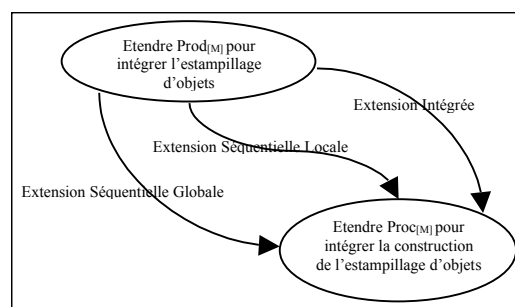 Etendre Prod[M] pour
intégrer l'estampillage
d'objets
Extension Intégrée
Extension Séquentielle Locale
Extension Séquentielle Globale
Etendre Proc[M] pour
intégrer la construction
de l'estampillage d'objets